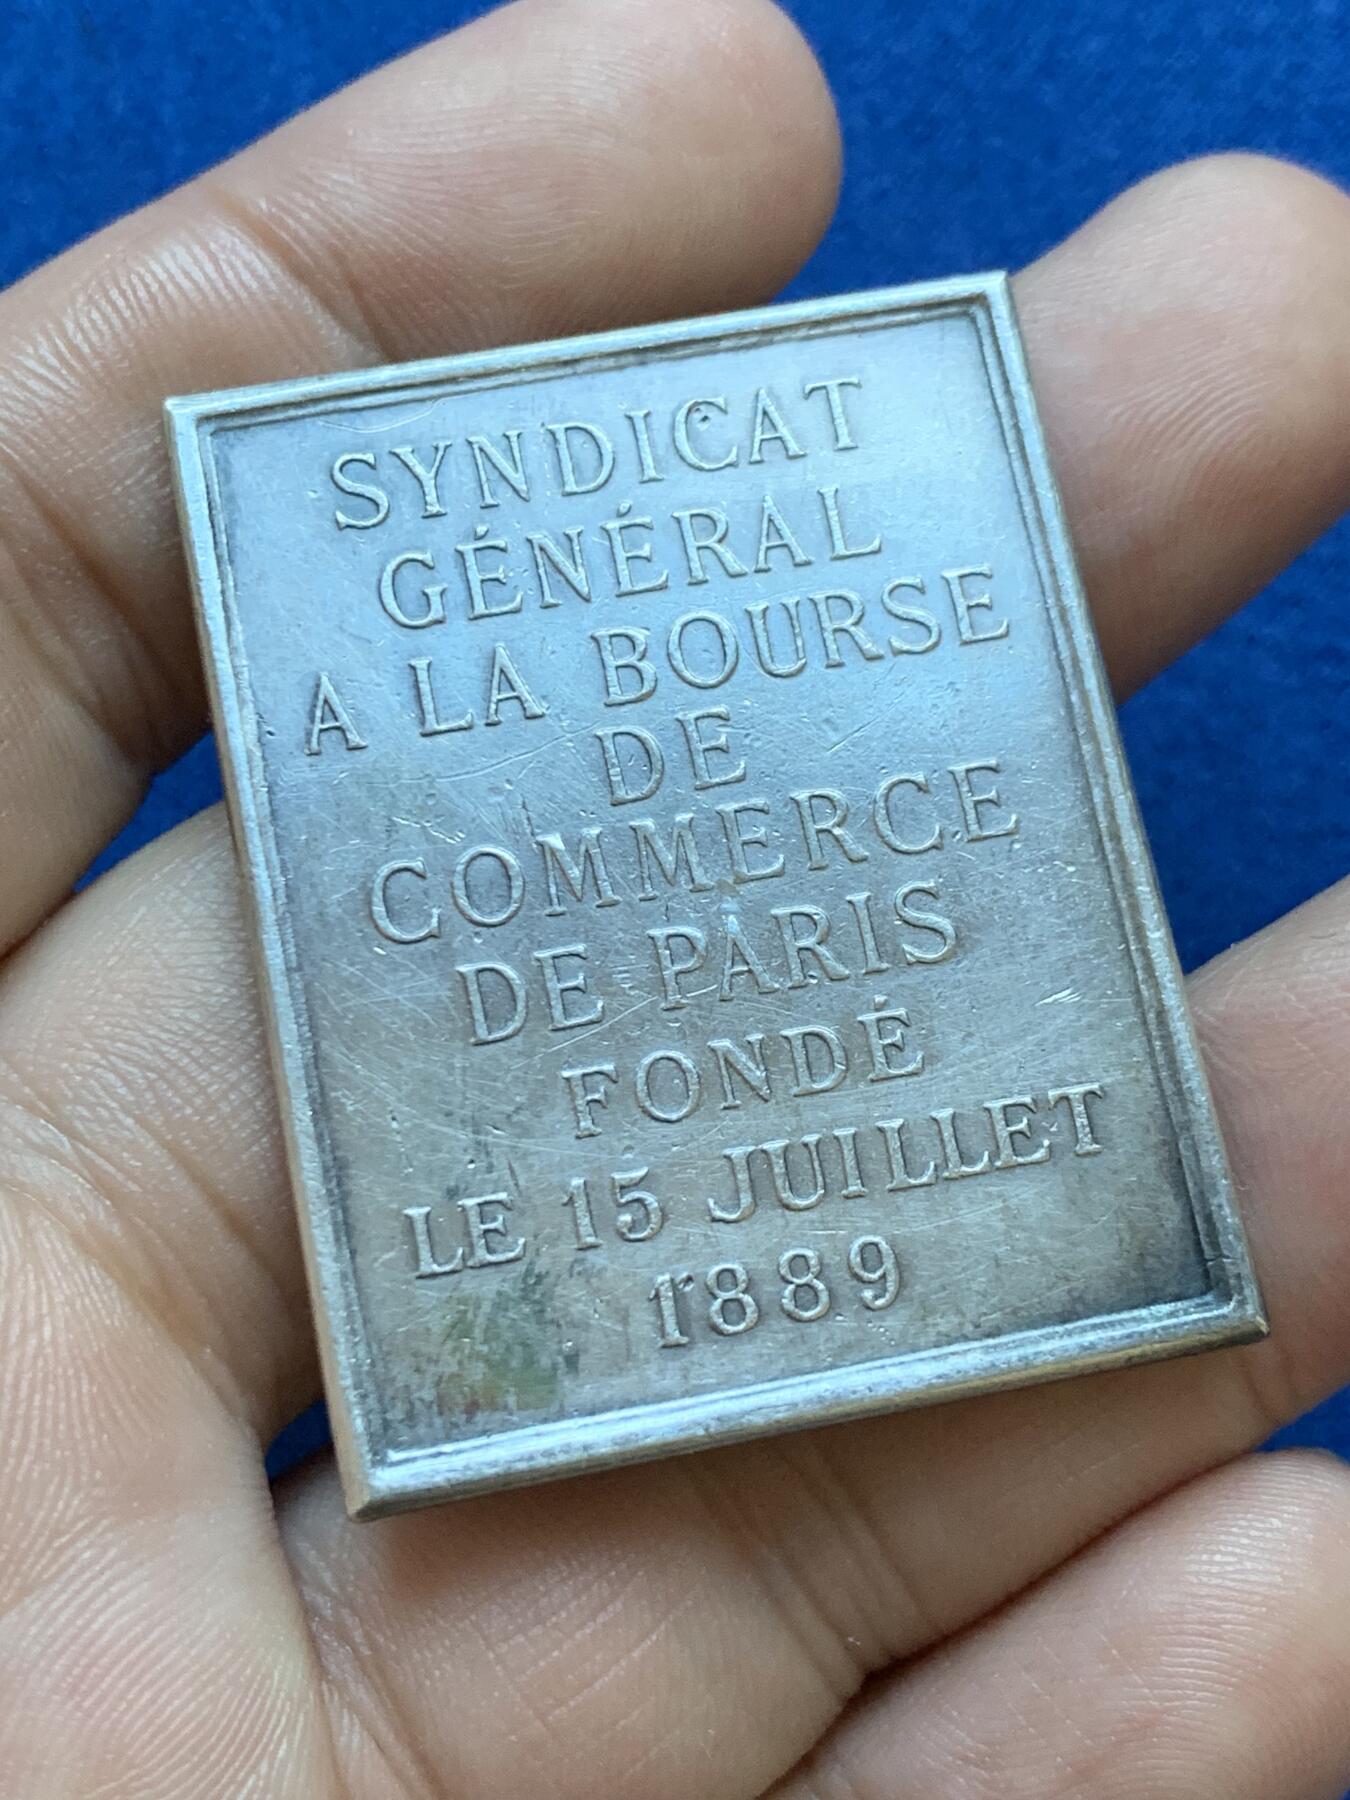 SYNDICAT
GÉNÉRAL
A LA BOURSE
DE
COMMERCE
DE PARIS
FONDÉ
LE 15 JUILLET
1889